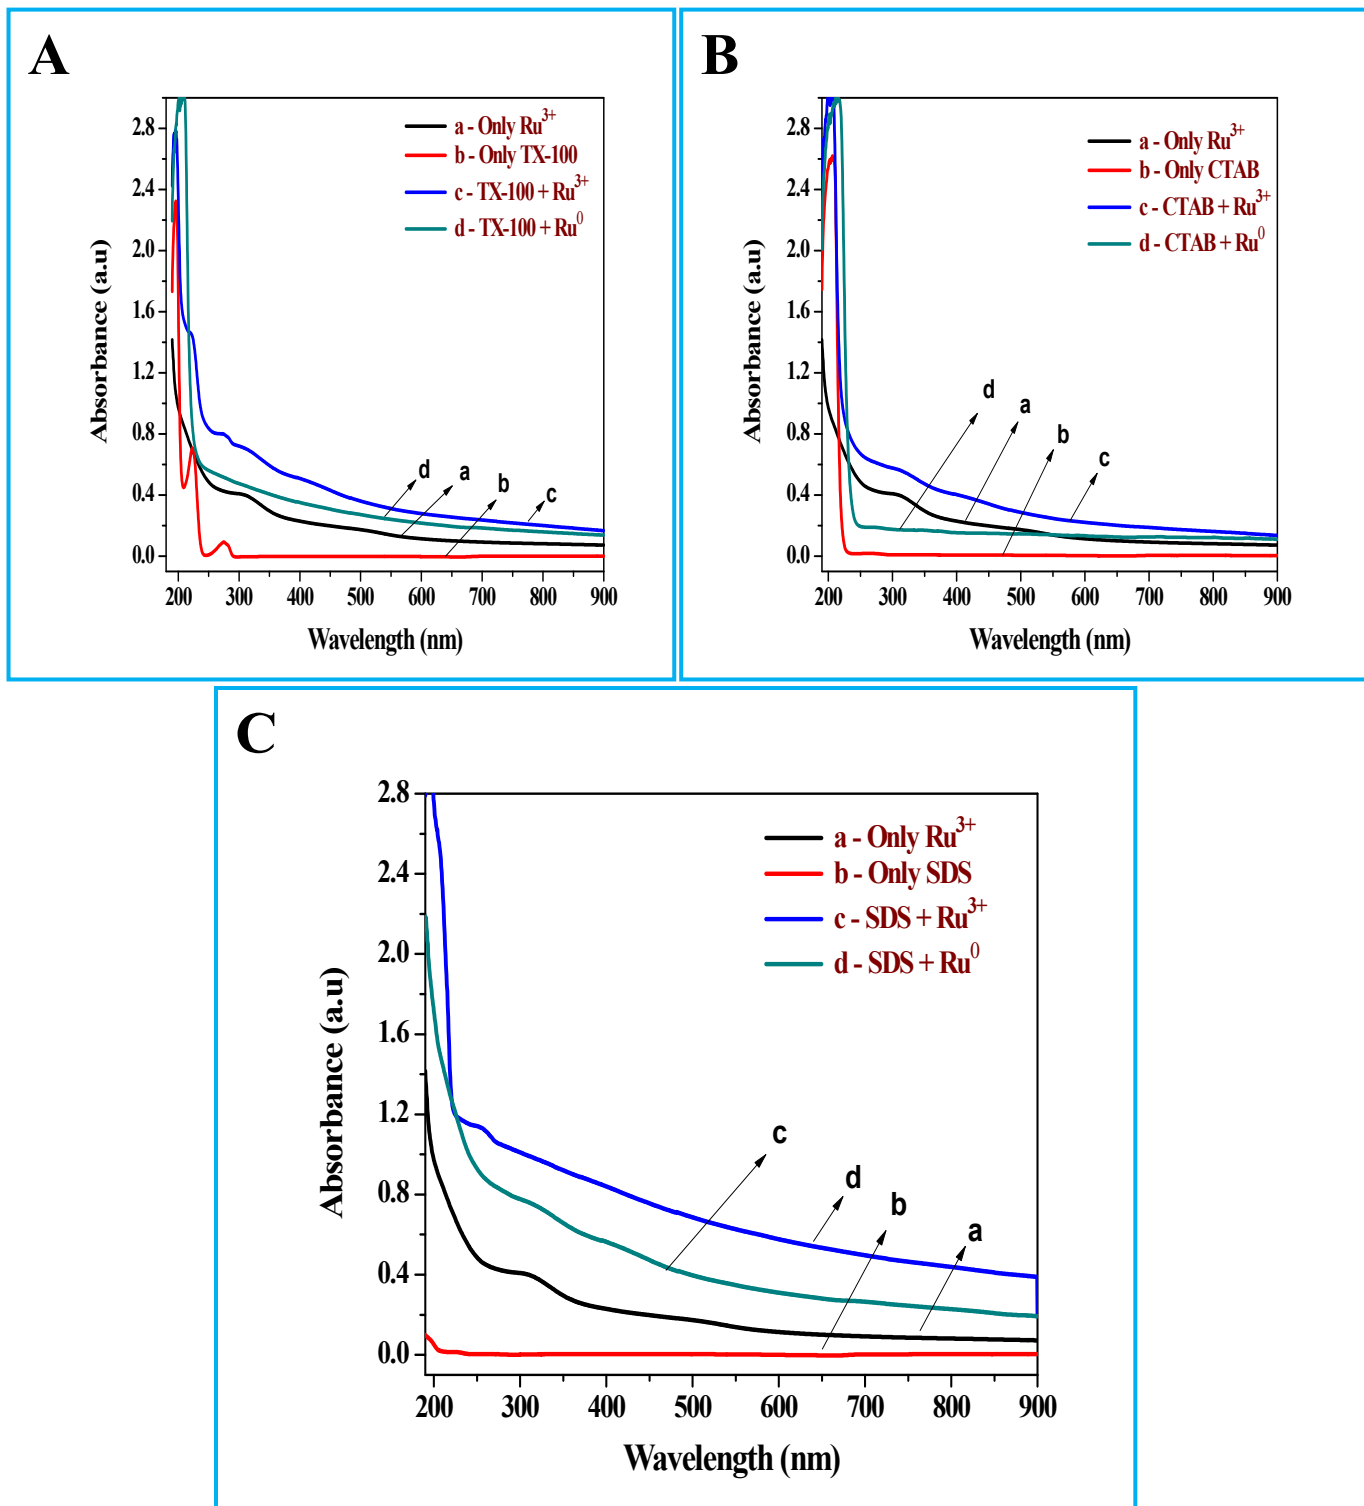 A
a - Only Ru³⁺
b - Only TX-100
c - TX-100 + Ru³⁺
d - TX-100 + Ru⁰
2.8
2.4
2.0
1.6
1.2
0.8
0.4
0.0
Absorbance (a.u)
d a b c
200 300 400 500 600 700 800 900
Wavelength (nm)
B
a - Only Ru³⁺
b - Only CTAB
c - CTAB + Ru³⁺
d - CTAB + Ru⁰
2.8
2.4
2.0
1.6
1.2
0.8
0.4
0.0
Absorbance (a.u)
d a b c
200 300 400 500 600 700 800 900
Wavelength (nm)
C
a - Only Ru³⁺
b - Only SDS
c - SDS + Ru³⁺
d - SDS + Ru⁰
2.8
2.4
2.0
1.6
1.2
0.8
0.4
0.0
Absorbance (a.u)
c d b a
200 300 400 500 600 700 800 900
Wavelength (nm)